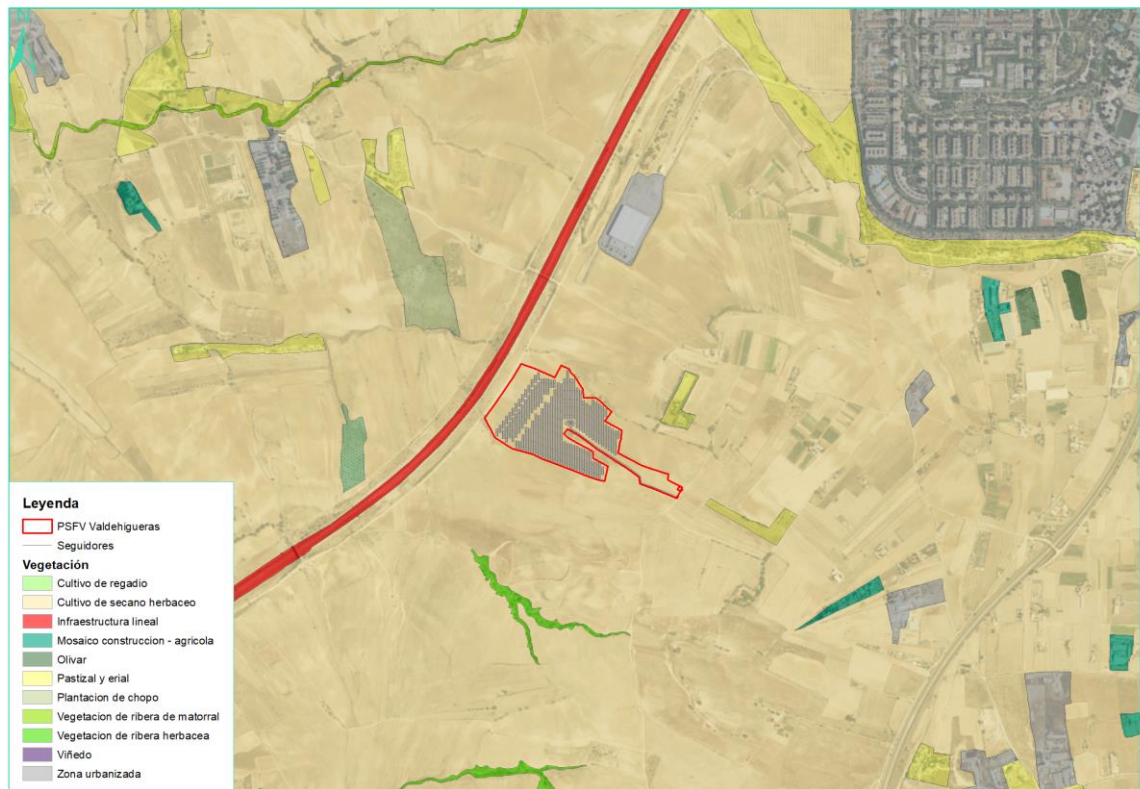 Leyenda
PSFV Valdehigueras
Seguidores
Vegetación
Cultivo de regadio
Cultivo de secano herbaceo
Infraestructura lineal
Mosaico construccion - agricola
Olivar
Pastizal y erial
Plantacion de chopo
Vegetacion de ribera de matorral
Vegetacion de ribera herbacea
Viñedo
Zona urbanizada